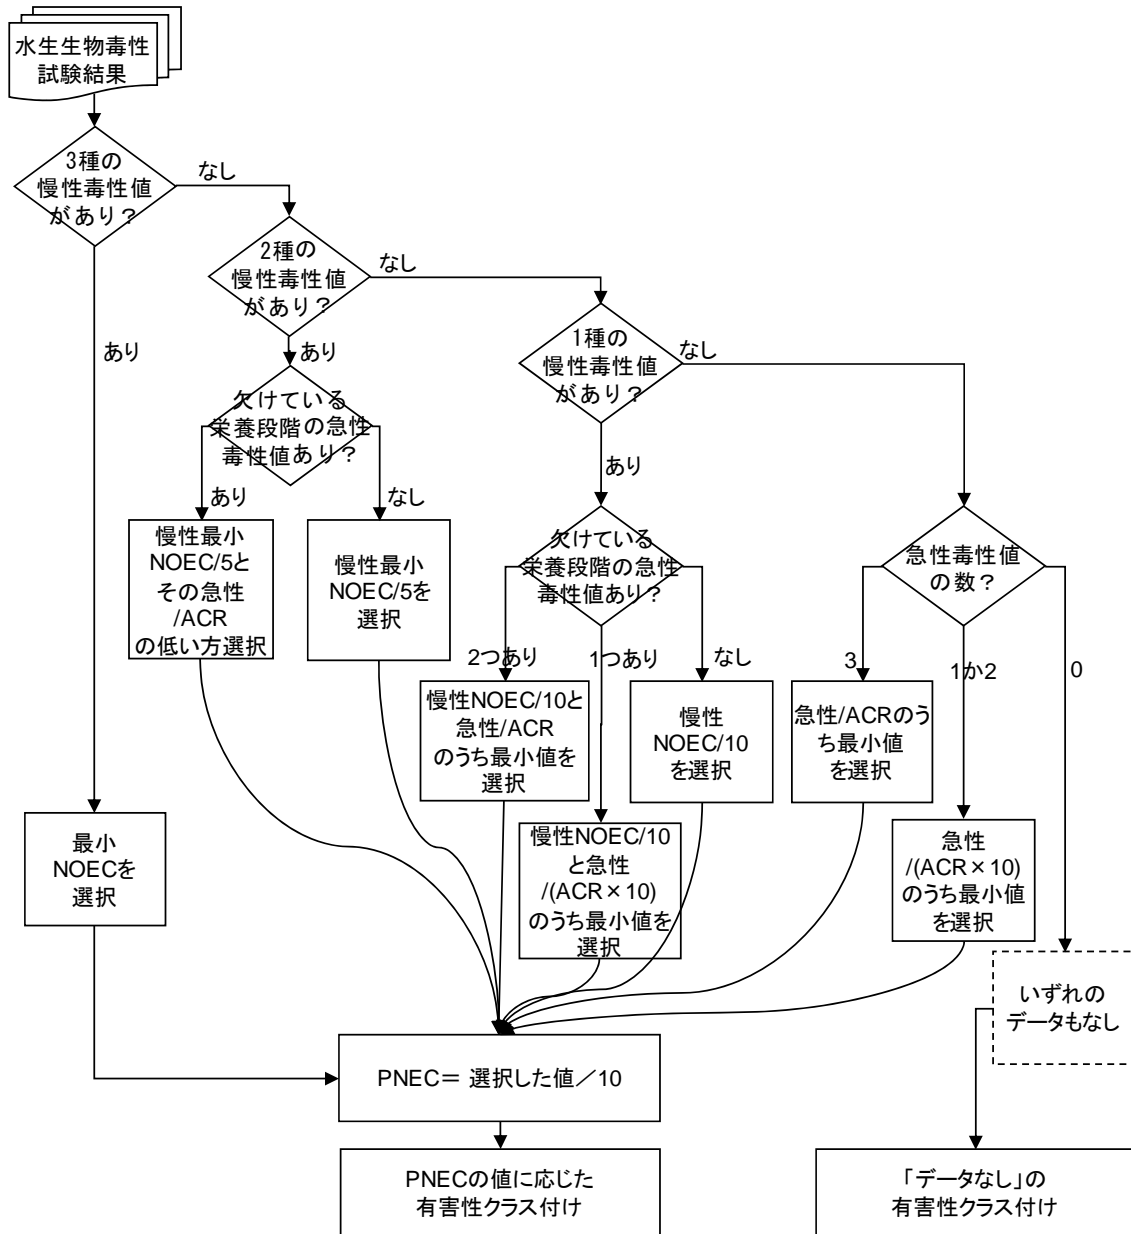 水生生物毒性
試験結果
3種の
慢性毒性値
があり？
なし
あり
2種の
慢性毒性値
があり？
なし
あり
1種の
慢性毒性値
があり？
なし
あり
欠けている
栄養段階の急性
毒性値あり？
あり
なし
慢性最小
NOEC/5と
その急性
/ACR
の低い方選択
慢性最小
NOEC/5を
選択
欠けている
栄養段階の急性
毒性値あり？
2つあり
1つあり
なし
急性毒性値
の数？
3
1か2
0
慢性NOEC/10と
急性/ACR
のうち最小値を
選択
慢性
NOEC/10
を選択
急性/ACRのう
ち最小値
を選択
最小
NOECを
選択
慢性NOEC/10
と急性
/(ACR×10)
のうち最小値を
選択
急性
/(ACR×10)
のうち最小値
を選択
いずれの
データもなし
PNEC＝ 選択した値／10
PNECの値に応じた
有害性クラス付け
「データなし」の
有害性クラス付け